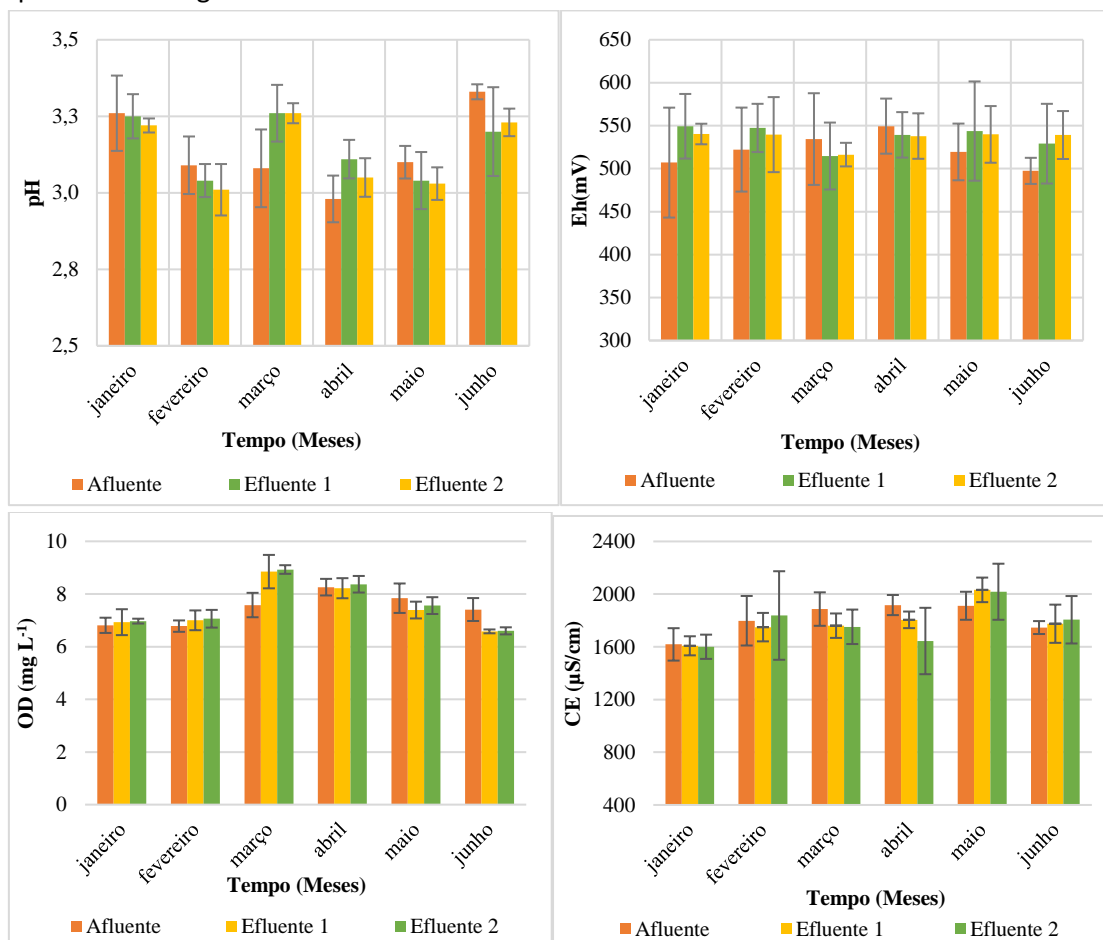 3,5
3,3
3,0
2,8
2,5
pH
janeiro
fevereiro
março
abril
maio
junho
Tempo (Meses)
Afluente Efluente 1 Efluente 2
650
600
550
500
450
400
350
300
Eh(mV)
janeiro
fevereiro
março
abril
maio
junho
Tempo (Meses)
Afluente Efluente 1 Efluente 2
10
8
6
4
2
0
OD (mg L-1)
janeiro
fevereiro
março
abril
maio
junho
Tempo (Meses)
Afluente Efluente 1 Efluente 2
2400
2000
1600
1200
800
400
CE (µS/cm)
janeiro
fevereiro
março
abril
maio
junho
Tempo (Meses)
Afluente Efluente 1 Efluente 2